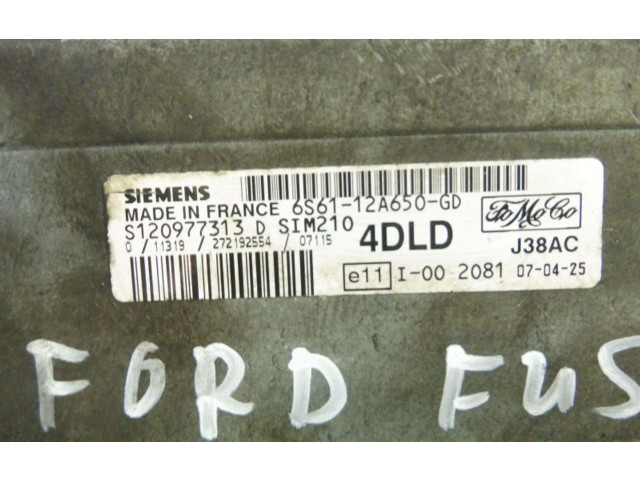 SIEMENS
MADE IN FRANCE 6S61-12A650-GD
FoMoCo
S120977313 D SIM210
4DLD
J38AC
0 / 11319 / 272192554 / 07115
e11 I-00 2081 07-04-25
FORD FUS